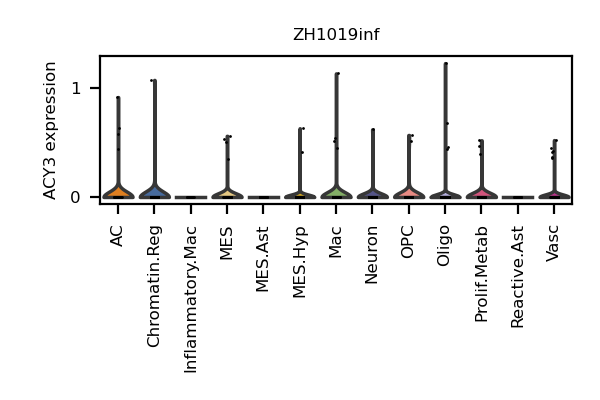 ZH1019inf
ACY3 expression
1
0
AC
Chromatin.Reg
Inflammatory.Mac
MES
MES.Ast
MES.Hyp
Mac
Neuron
OPC
Oligo
Prolif.Metab
Reactive.Ast
Vasc